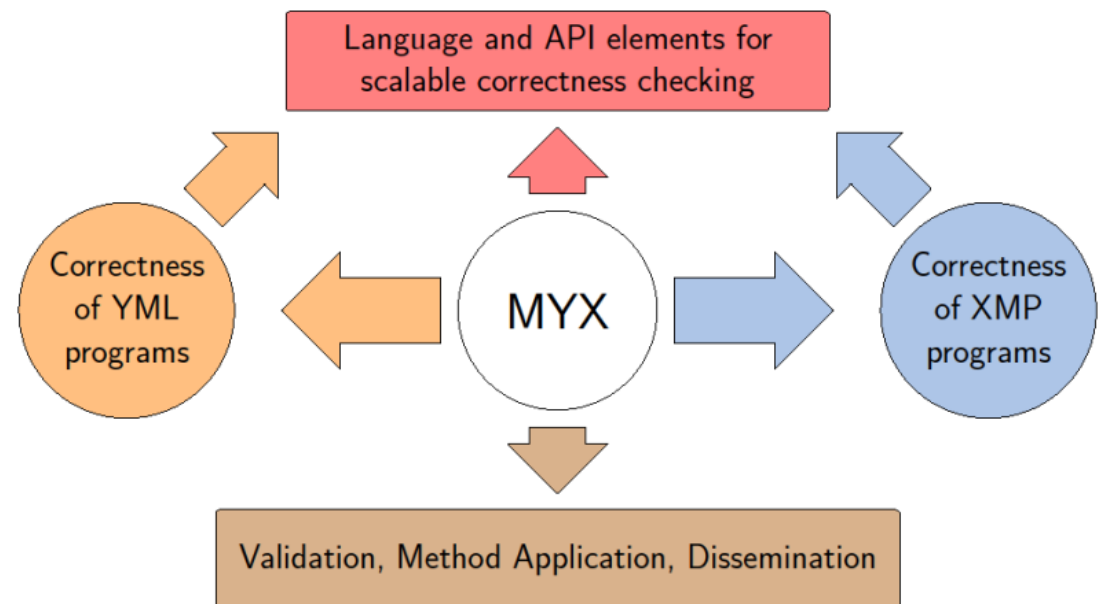 Language and API elements for
scalable correctness checking
Correctness
of YML
programs
MYX
Correctness
of XMP
programs
Validation, Method Application, Dissemination